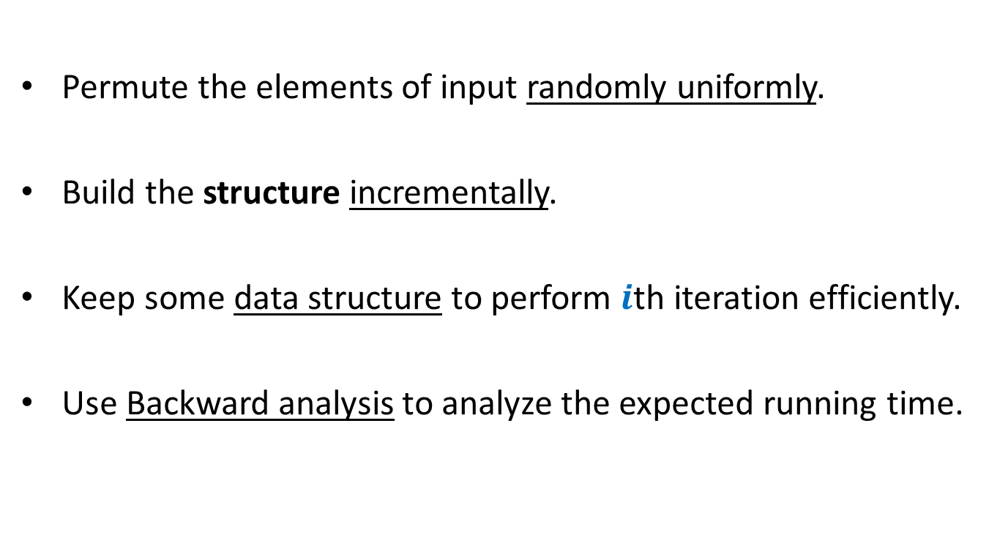 • Permute the elements of input randomly uniformly.
• Build the structure incrementally.
• Keep some data structure to perform ith iteration efficiently.
• Use Backward analysis to analyze the expected running time.